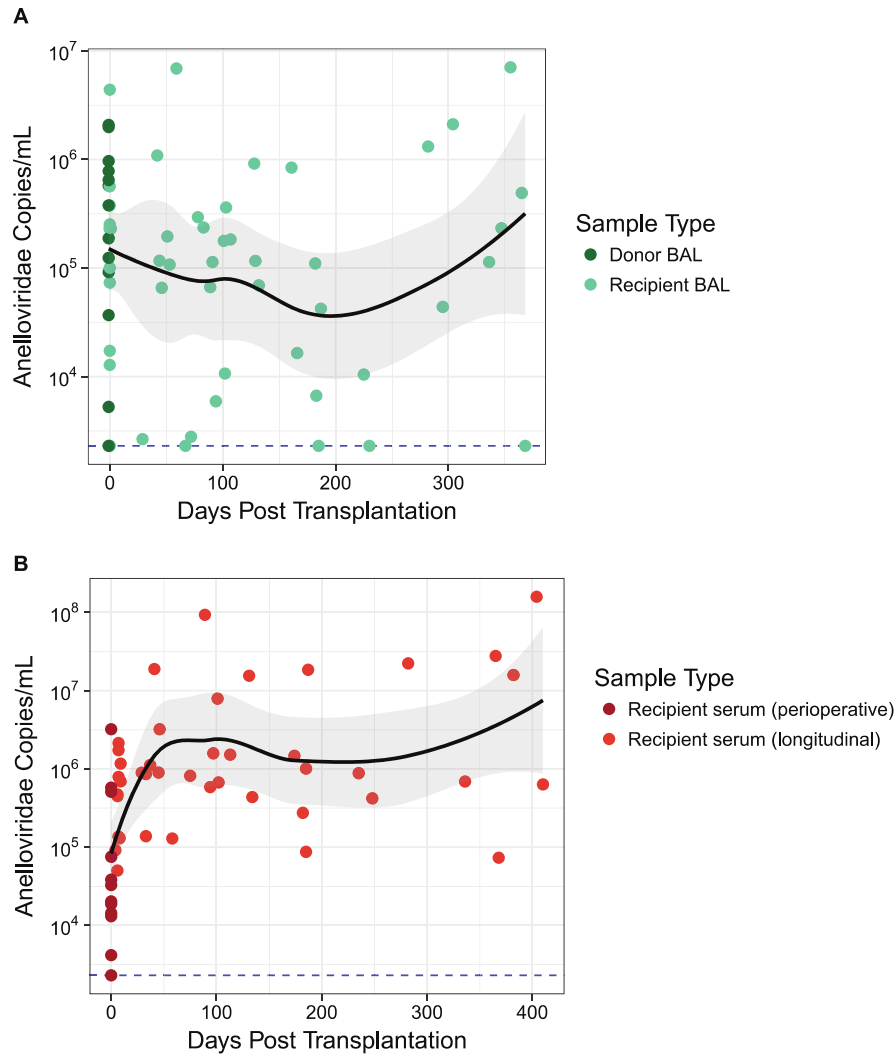 A
10^7
10^6
10^5
10^4
Anelloviridae Copies/mL
0 100 200 300
Days Post Transplantation
Sample Type
Donor BAL
Recipient BAL
B
10^8
10^7
10^6
10^5
10^4
Anelloviridae Copies/mL
0 100 200 300 400
Days Post Transplantation
Sample Type
Recipient serum (perioperative)
Recipient serum (longitudinal)